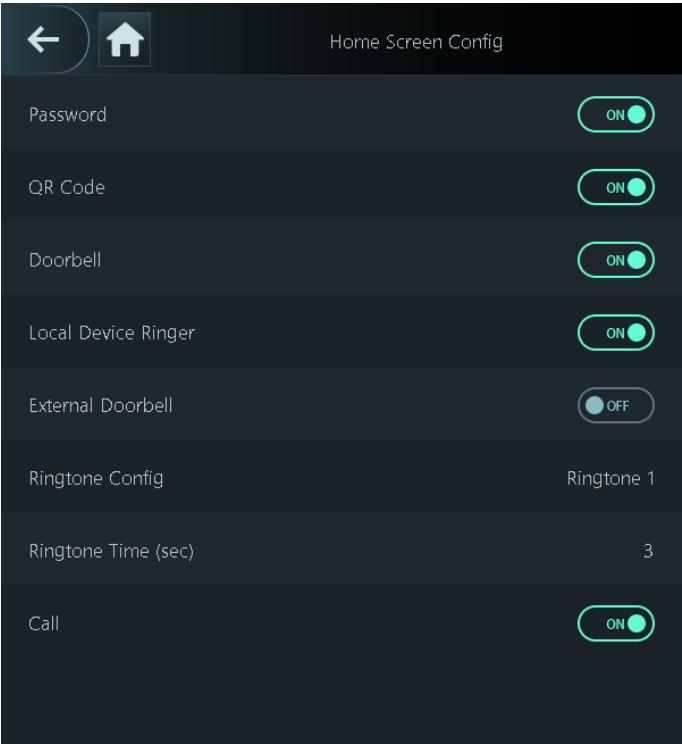 Home Screen Config
Password ON
QR Code ON
Doorbell ON
Local Device Ringer ON
External Doorbell OFF
Ringtone Config Ringtone 1
Ringtone Time (sec) 3
Call ON